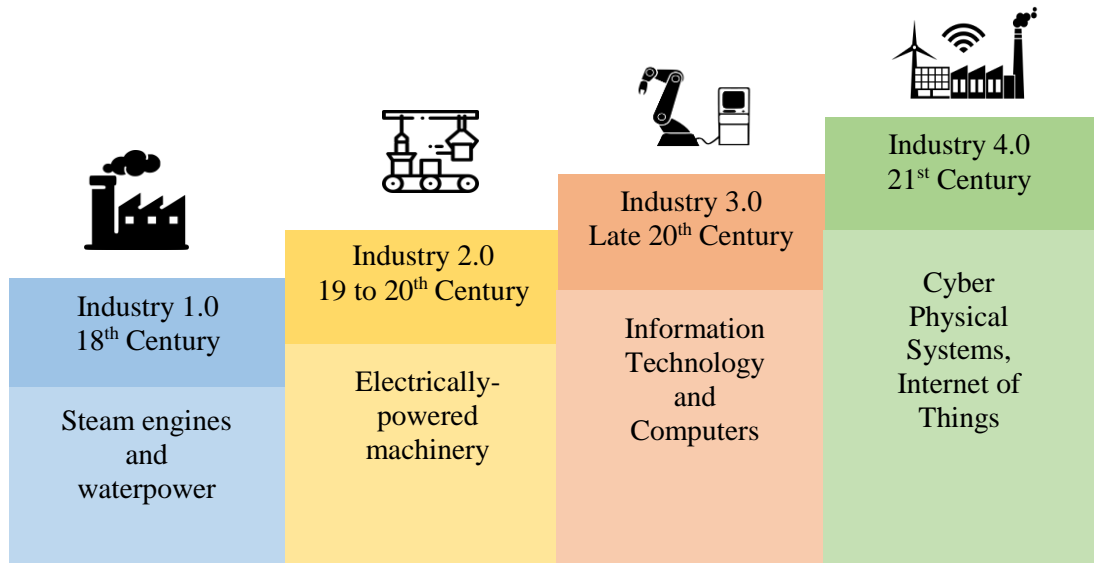 Industry 1.0
18th Century
Steam engines
and
waterpower
Industry 2.0
19 to 20th Century
Electrically-
powered
machinery
Industry 3.0
Late 20th Century
Information
Technology
and
Computers
Industry 4.0
21st Century
Cyber
Physical
Systems,
Internet of
Things